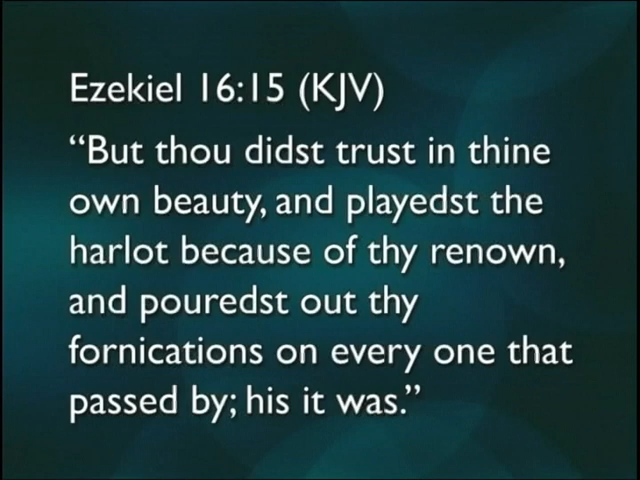 Ezekiel 16:15 (KJV)
“But thou didst trust in thine
own beauty, and playedst the
harlot because of thy renown,
and pouredst out thy
fornications on every one that
passed by; his it was.”